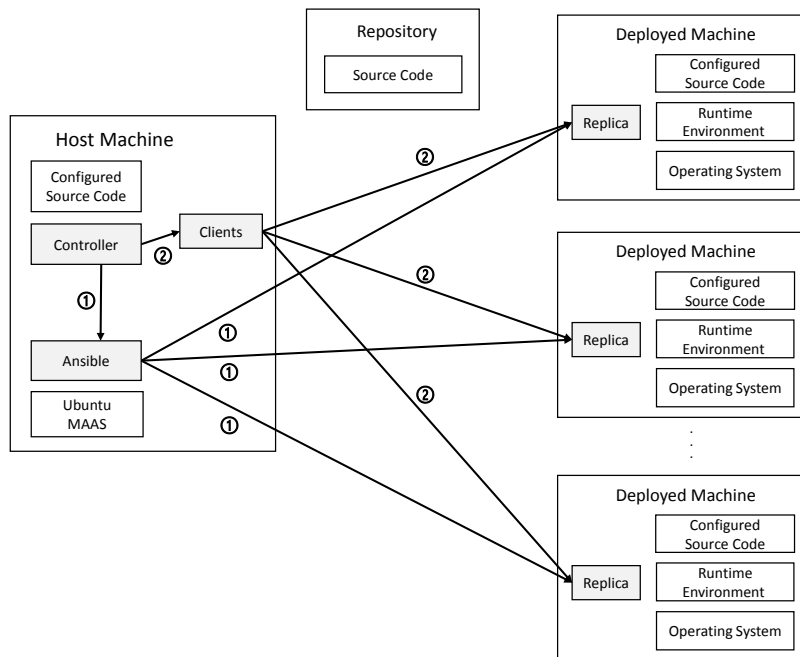 Repository
Source Code
Host Machine
Configured
Source Code
Controller
Clients
②
①
Ansible
Ubuntu
MAAS
②
②
②
①
①
①
Deployed Machine
Configured
Source Code
Replica
Runtime
Environment
Operating System
Deployed Machine
Configured
Source Code
Replica
Runtime
Environment
Operating System
. . .
Deployed Machine
Configured
Source Code
Replica
Runtime
Environment
Operating System